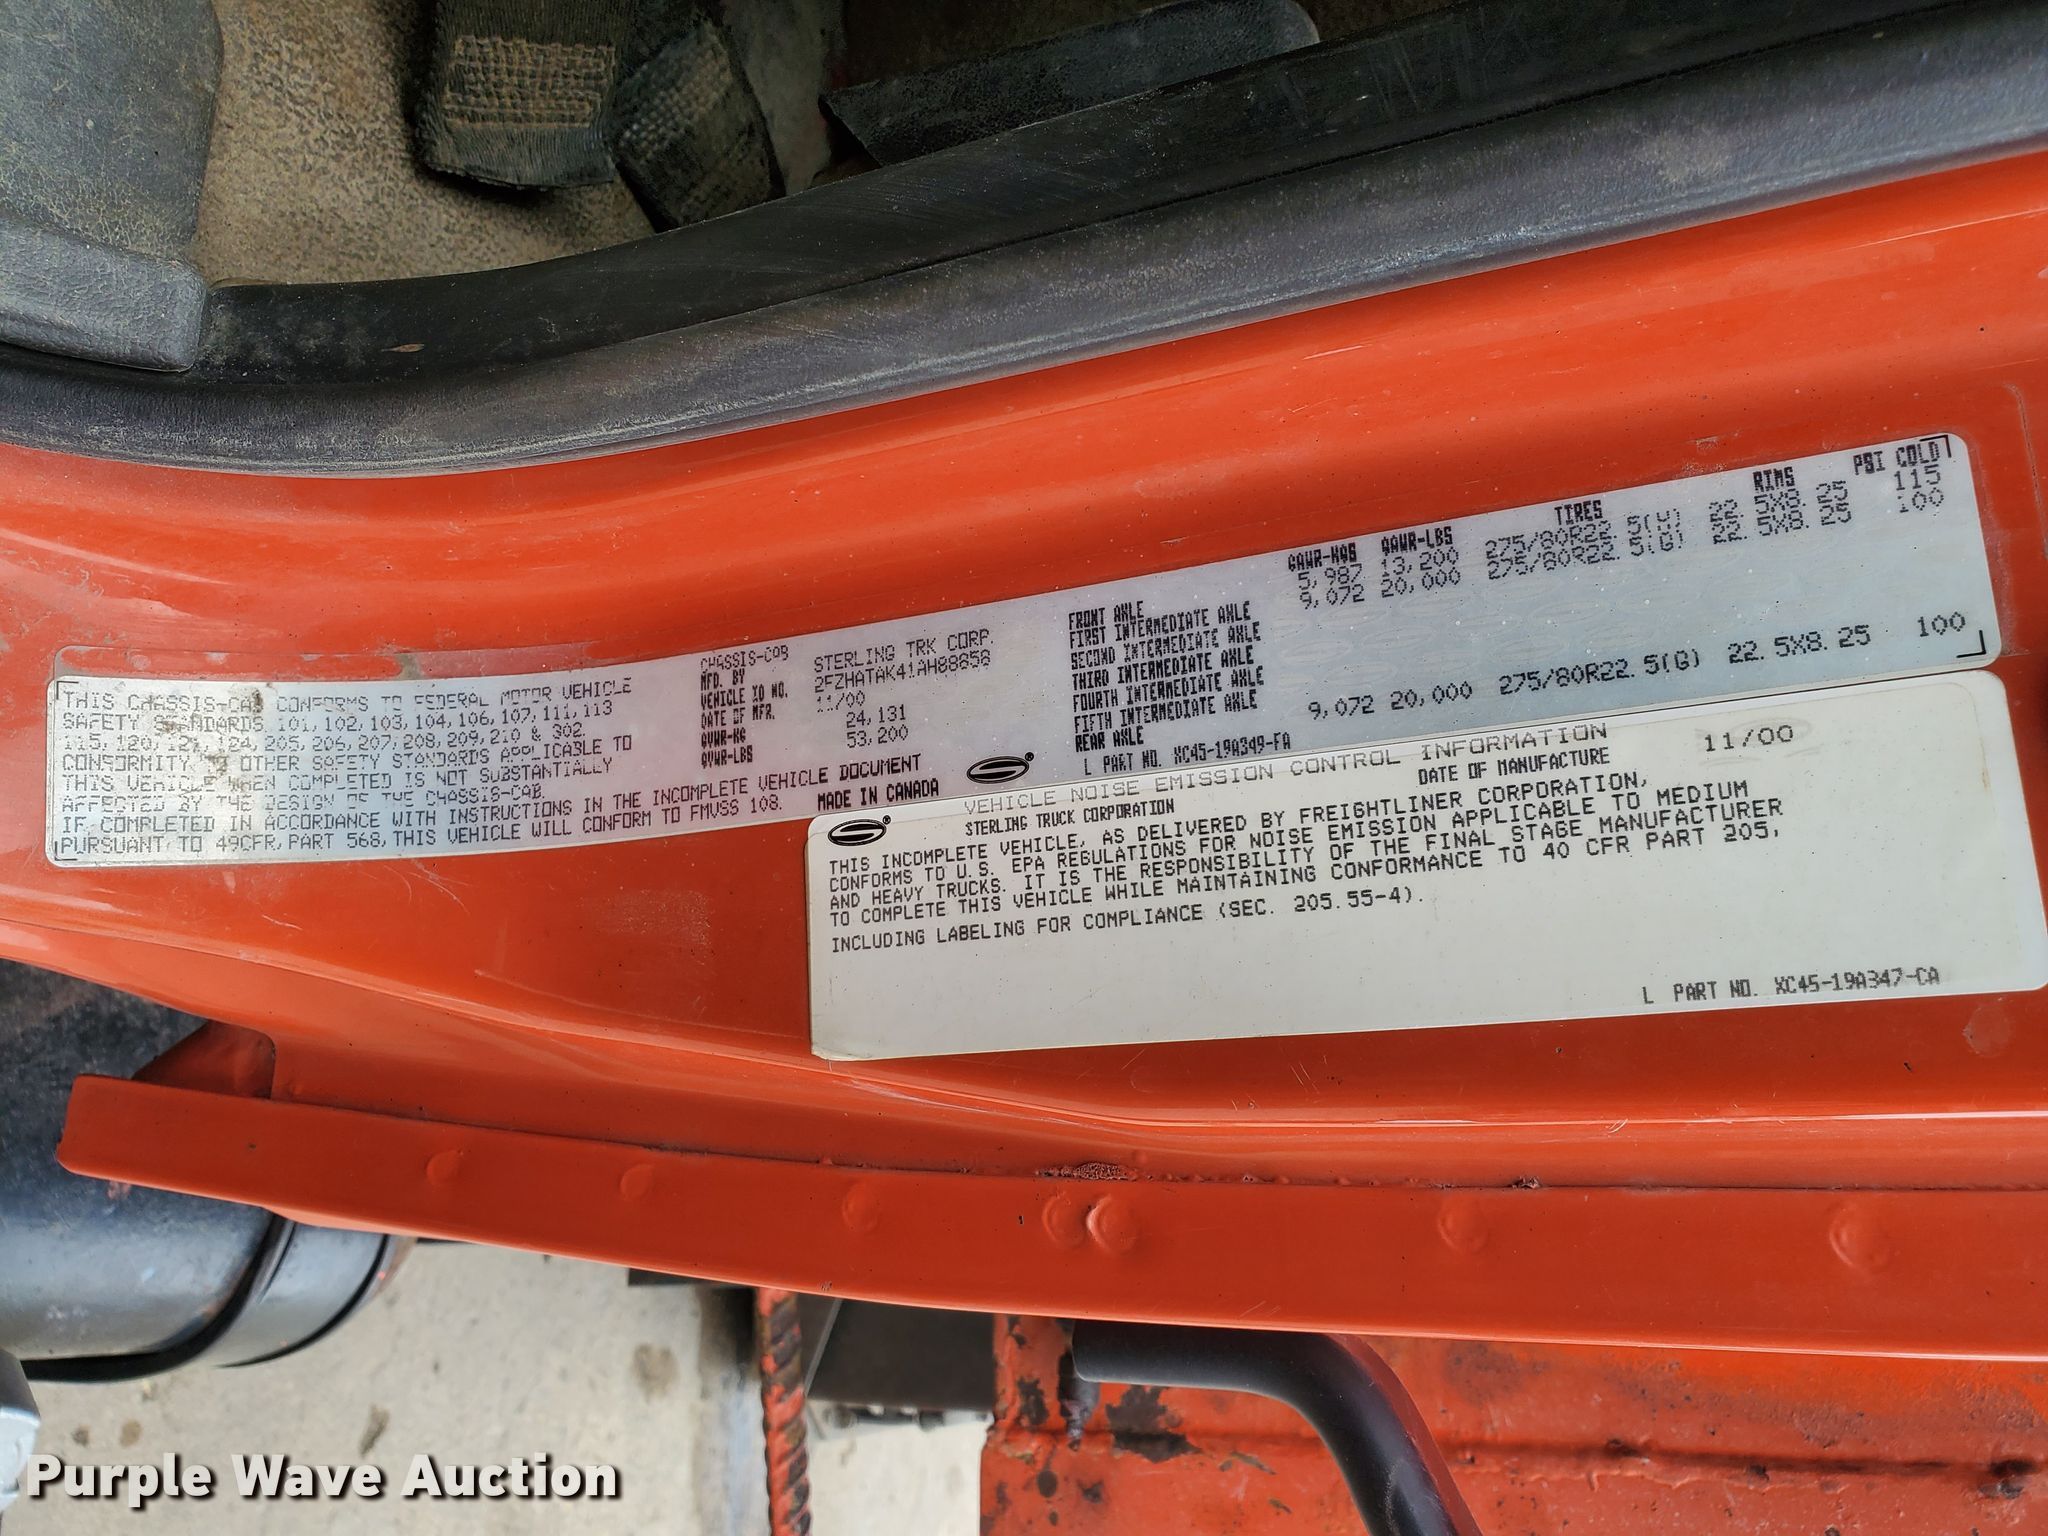 THIS CHASSIS-CAB CONFORMS TO FEDERAL MOTOR VEHICLE
SAFETY STANDARDS 101, 102, 103, 104, 106, 107, 111, 113
115, 120, 121, 124, 205, 206, 207, 208, 209, 210 & 302.
CONFORMITY TO OTHER SAFETY STANDARDS APPLICABLE TO
THIS VEHICLE WHEN COMPLETED IS NOT SUBSTANTIALLY
AFFECTED BY THE DESIGN OF THE CHASSIS-CAB.
IF COMPLETED IN ACCORDANCE WITH INSTRUCTIONS IN THE INCOMPLETE VEHICLE DOCUMENT
PURSUANT TO 49CFR, PART 568, THIS VEHICLE WILL CONFORM TO FMVSS 108.
MADE IN CANADA
CHASSIS-CAB
MFD. BY STERLING TRK CORP.
VEHICLE ID NO. 2FZHATAK41AH88658
DATE OF MFR. 11/00
GVWR-KG 24,131
GVWR-LBS 53,200
GAWR-KGS GAWR-LBS TIRES RIMS PSI COLD
FRONT AXLE 5,987 13,200 275/80R22.5 22.5X8.25 115
FIRST INTERMEDIATE AXLE 9,072 20,000 275/80R22.5(G) 22.5X8.25 100
SECOND INTERMEDIATE AXLE
THIRD INTERMEDIATE AXLE
FOURTH INTERMEDIATE AXLE
FIFTH INTERMEDIATE AXLE
REAR AXLE 9,072 20,000 275/80R22.5(G) 22.5X8.25 100
L PART NO. XC45-19A349-FA
VEHICLE NOISE EMISSION CONTROL INFORMATION
STERLING TRUCK CORPORATION DATE OF MANUFACTURE 11/00
THIS INCOMPLETE VEHICLE, AS DELIVERED BY FREIGHTLINER CORPORATION,
CONFORMS TO U.S. EPA REGULATIONS FOR NOISE EMISSION APPLICABLE TO MEDIUM
AND HEAVY TRUCKS. IT IS THE RESPONSIBILITY OF THE FINAL STAGE MANUFACTURER
TO COMPLETE THIS VEHICLE WHILE MAINTAINING CONFORMANCE TO 40 CFR PART 205,
INCLUDING LABELING FOR COMPLIANCE (SEC. 205.55-4).
L PART NO. XC45-19A347-CA
Purple Wave Auction